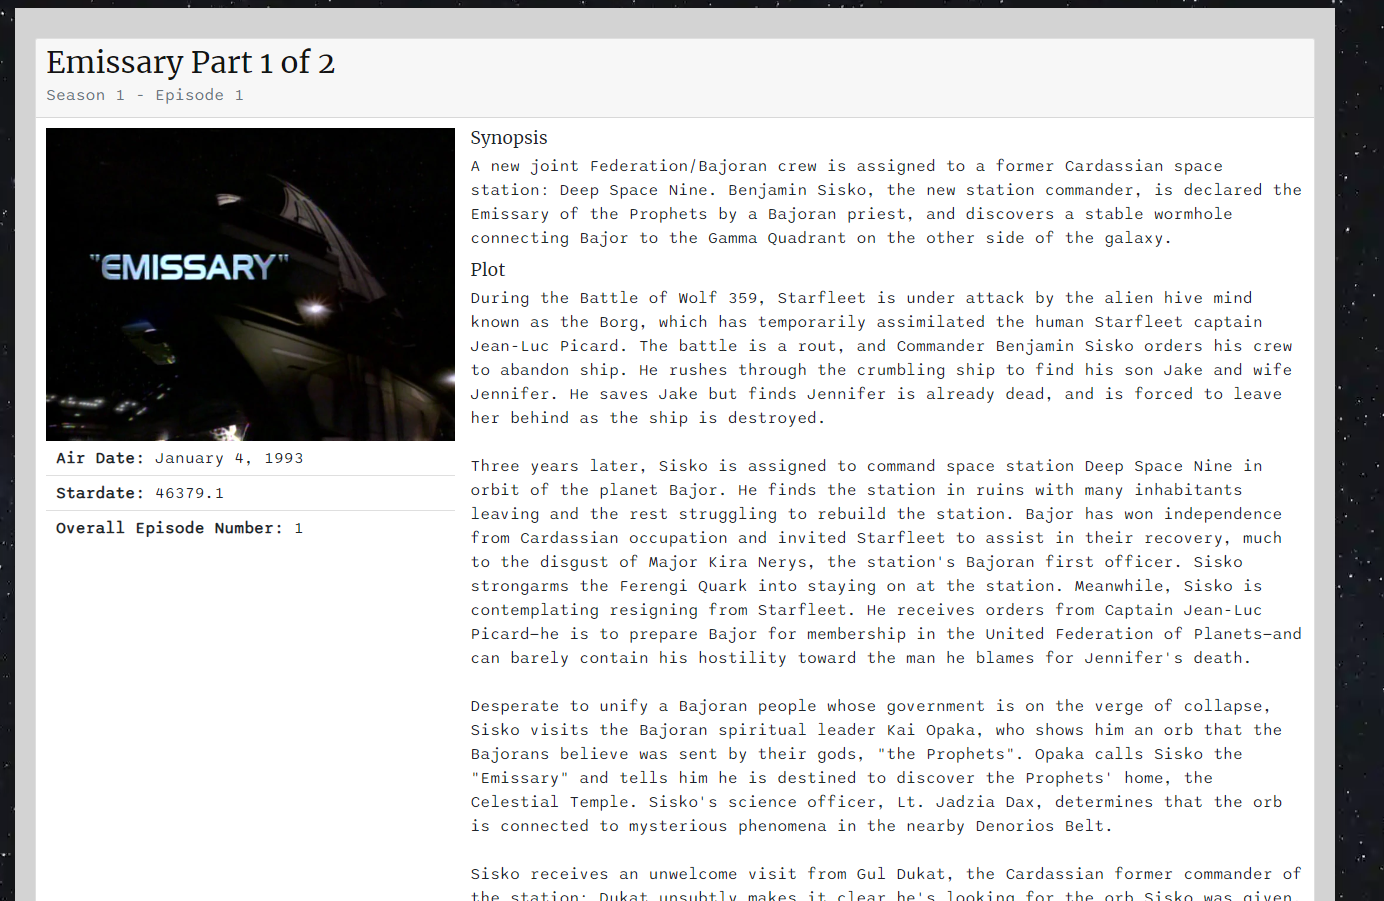 Emissary Part 1 of 2
Season 1 - Episode 1
"EMISSARY"
Air Date: January 4, 1993
Stardate: 46379.1
Overall Episode Number: 1
Synopsis
A new joint Federation/Bajoran crew is assigned to a former Cardassian space
station: Deep Space Nine. Benjamin Sisko, the new station commander, is declared the
Emissary of the Prophets by a Bajoran priest, and discovers a stable wormhole
connecting Bajor to the Gamma Quadrant on the other side of the galaxy.
Plot
During the Battle of Wolf 359, Starfleet is under attack by the alien hive mind
known as the Borg, which has temporarily assimilated the human Starfleet captain
Jean-Luc Picard. The battle is a rout, and Commander Benjamin Sisko orders his crew
to abandon ship. He rushes through the crumbling ship to find his son Jake and wife
Jennifer. He saves Jake but finds Jennifer is already dead, and is forced to leave
her behind as the ship is destroyed.
Three years later, Sisko is assigned to command space station Deep Space Nine in
orbit of the planet Bajor. He finds the station in ruins with many inhabitants
leaving and the rest struggling to rebuild the station. Bajor has won independence
from Cardassian occupation and invited Starfleet to assist in their recovery, much
to the disgust of Major Kira Nerys, the station's Bajoran first officer. Sisko
strongarms the Ferengi Quark into staying on at the station. Meanwhile, Sisko is
contemplating resigning from Starfleet. He receives orders from Captain Jean-Luc
Picard—he is to prepare Bajor for membership in the United Federation of Planets—and
can barely contain his hostility toward the man he blames for Jennifer's death.
Desperate to unify a Bajoran people whose government is on the verge of collapse,
Sisko visits the Bajoran spiritual leader Kai Opaka, who shows him an orb that the
Bajorans believe was sent by their gods, "the Prophets". Opaka calls Sisko the
"Emissary" and tells him he is destined to discover the Prophets' home, the
Celestial Temple. Sisko's science officer, Lt. Jadzia Dax, determines that the orb
is connected to mysterious phenomena in the nearby Denorios Belt.
Sisko receives an unwelcome visit from Gul Dukat, the Cardassian former commander of
the station; Dukat unsubtly makes it clear he's looking for the orb Sisko was given